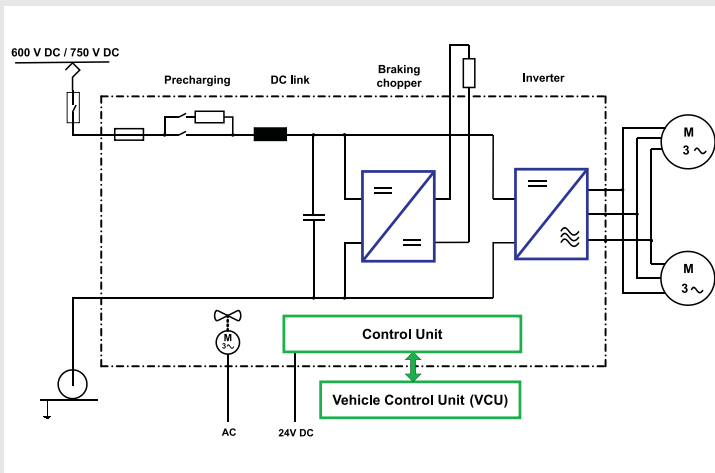 600 V DC / 750 V DC
Precharging
DC link
Braking
chopper
Inverter
M
3 ~
M
3 ~
M
3 ~
Control Unit
Vehicle Control Unit (VCU)
AC
24V DC